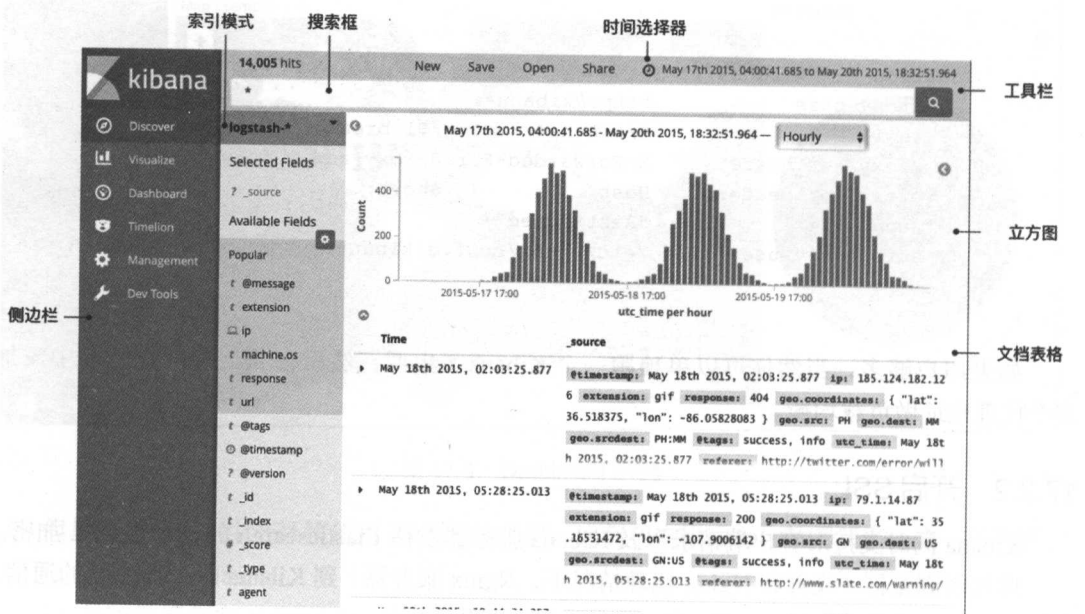 索引模式 搜索框 时间选择器
14,005 hits New Save Open Share May 17th 2015, 04:00:41.685 to May 20th 2015, 18:32:51.964
kibana
*
工具栏
Discover
Visualize
Dashboard
Timelion
Management
Dev Tools
侧边栏
logstash-*
Selected Fields
? _source
Available Fields
Popular
t @message
t extension
ip
t machine.os
t response
t url
t @tags
@timestamp
? @version
t _id
t _index
# _score
t _type
t agent
May 17th 2015, 04:00:41.685 - May 20th 2015, 18:32:51.964 — Hourly
Count
400
200
0
2015-05-17 17:00 2015-05-18 17:00 2015-05-19 17:00
utc_time per hour
立方图
Time _source
文档表格
May 18th 2015, 02:03:25.877 @timestamp: May 18th 2015, 02:03:25.877 ip: 185.124.182.12
6 extension: gif response: 404 geo.coordinates: { "lat":
36.518375, "lon": -86.05828083 } geo.src: PH geo.dest: MM
geo.srcdest: PH:MM @tags: success, info utc_time: May 18t
h 2015, 02:03:25.877 referer: http://twitter.com/error/will
May 18th 2015, 05:28:25.013 @timestamp: May 18th 2015, 05:28:25.013 ip: 79.1.14.87
extension: gif response: 200 geo.coordinates: { "lat": 35
.16531472, "lon": -107.9006142 } geo.src: GN geo.dest: US
geo.srcdest: GN:US @tags: success, info utc_time: May 18t
h 2015, 05:28:25.013 referer: http://www.slate.com/warning/